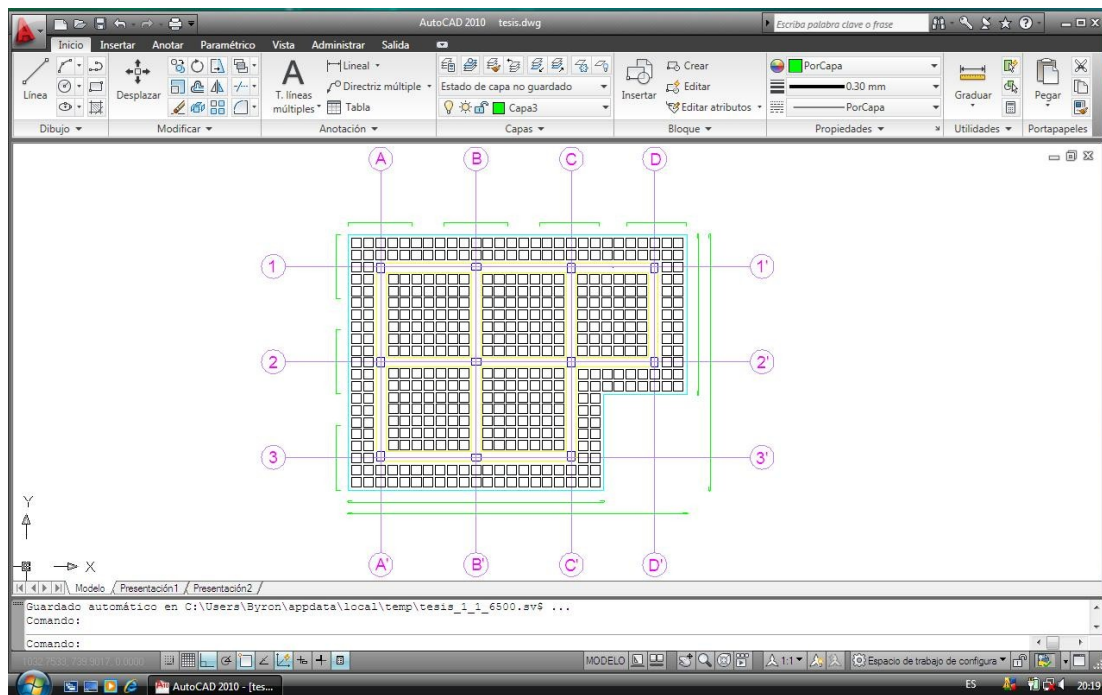 AutoCAD 2010 tesis.dwg
Escriba palabra clave o frase
Inicio Insertar Anotar Paramétrico Vista Administrar Salida
Línea
Desplazar
A
T. líneas múltiples
Lineal
Directriz múltiple
Tabla
Estado de capa no guardado
Capa3
Insertar
Crear
Editar
Editar atributos
PorCapa
0.30 mm
PorCapa
Graduar
Pegar
Dibujo Modificar Anotación Capas Bloque Propiedades Utilidades Portapapeles
A B C D
1 1'
2 2'
3 3'
A' B' C' D'
Y
X
Modelo Presentación1 Presentación2
Guardado automático en C:\Users\Byron\appdata\local\temp\tesis_1_1_6500.sv$ ...
Comando:
Comando:
MODELO 1:1 Espacio de trabajo de configura
AutoCAD 2010 - [tes... ES 20:19